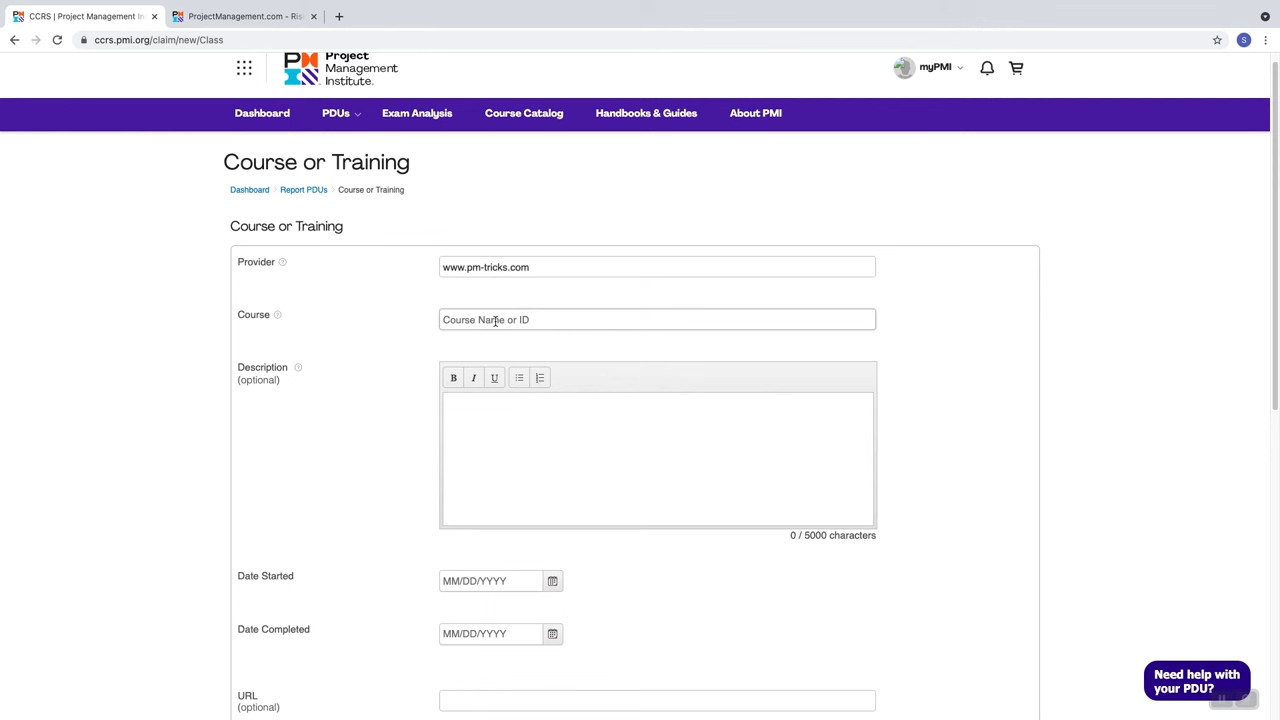 CCRS | Project Management In
ProjectManagement.com - Ris
ccrs.pmi.org/claim/new/Class
S
Project
Management
Institute.
myPMI
Dashboard
PDUs
Exam Analysis
Course Catalog
Handbooks & Guides
About PMI
Course or Training
Dashboard
Report PDUs
Course or Training
Course or Training
Provider
www.pm-tricks.com
Course
Course Name or ID
Description
(optional)
B I U
0 / 5000 characters
Date Started
MM/DD/YYYY
Date Completed
MM/DD/YYYY
URL
(optional)
Need help with
your PDU?